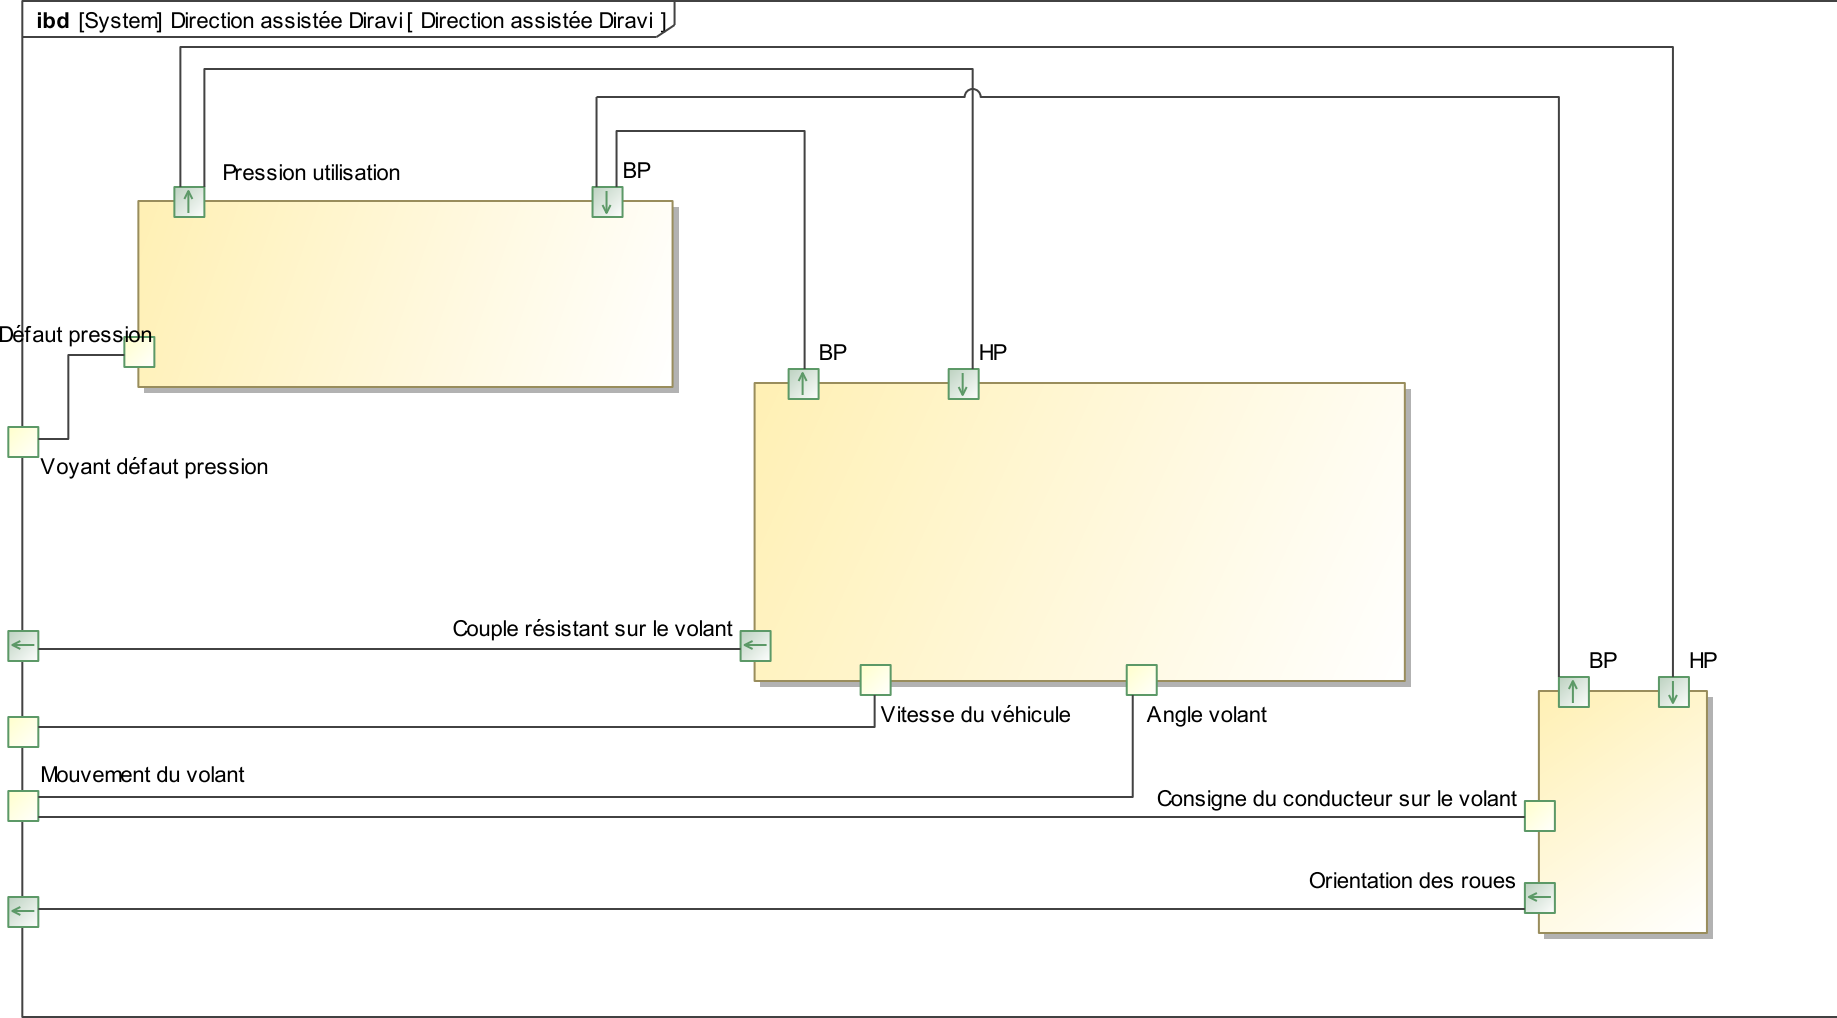 ibd [System] Direction assistée Diravi [ Direction assistée Diravi ]
Pression utilisation
BP
Défaut pression
BP
HP
Voyant défaut pression
Couple résistant sur le volant
BP
HP
Vitesse du véhicule
Angle volant
Mouvement du volant
Consigne du conducteur sur le volant
Orientation des roues